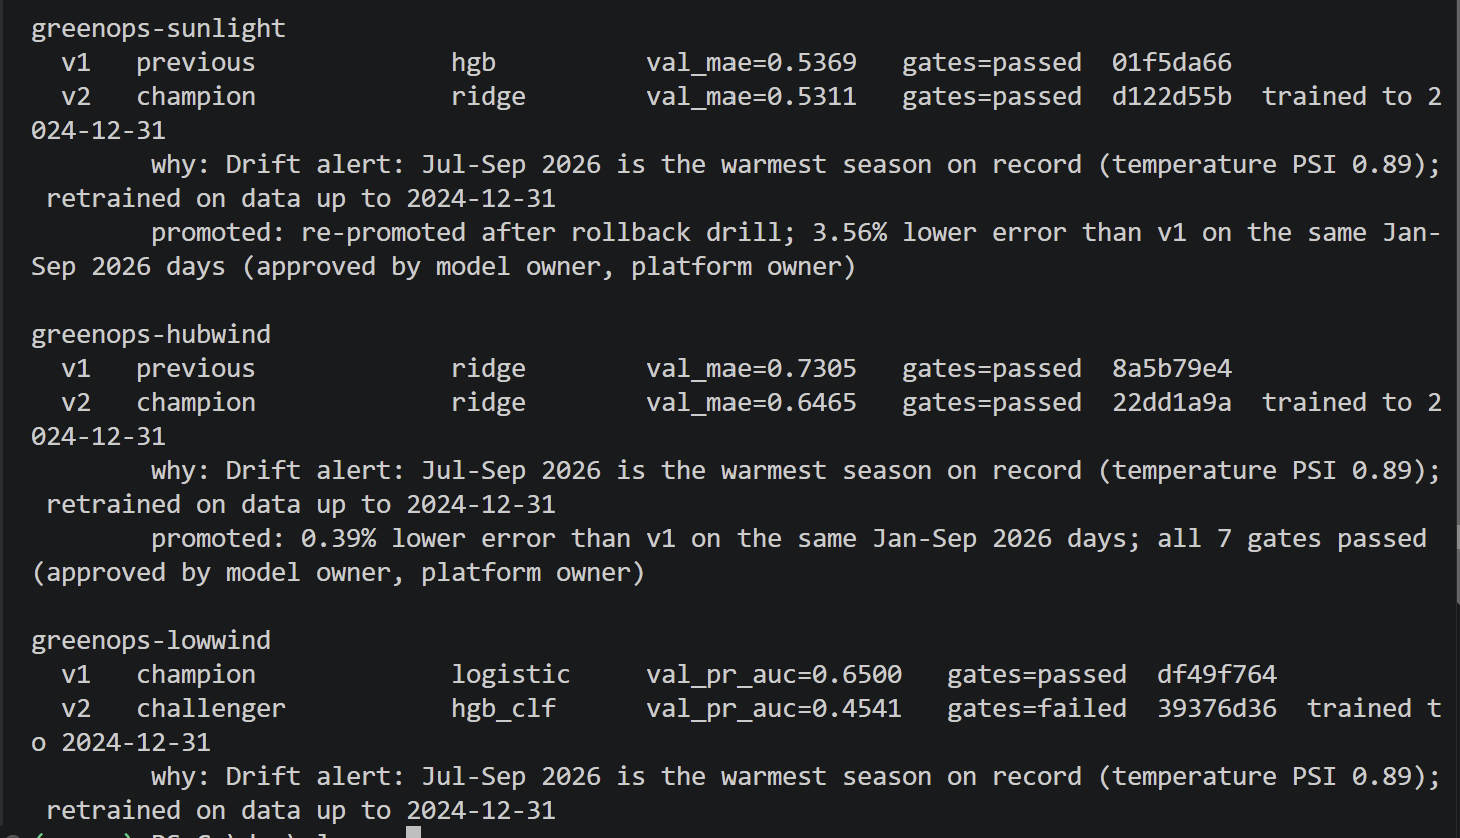 greenops-sunlight
  v1   previous             hgb          val_mae=0.5369   gates=passed  01f5da66
  v2   champion             ridge        val_mae=0.5311   gates=passed  d122d55b  trained to 2
024-12-31
        why: Drift alert: Jul-Sep 2026 is the warmest season on record (temperature PSI 0.89);
 retrained on data up to 2024-12-31
        promoted: re-promoted after rollback drill; 3.56% lower error than v1 on the same Jan-
Sep 2026 days (approved by model owner, platform owner)

greenops-hubwind
  v1   previous             ridge        val_mae=0.7305   gates=passed  8a5b79e4
  v2   champion             ridge        val_mae=0.6465   gates=passed  22dd1a9a  trained to 2
024-12-31
        why: Drift alert: Jul-Sep 2026 is the warmest season on record (temperature PSI 0.89);
 retrained on data up to 2024-12-31
        promoted: 0.39% lower error than v1 on the same Jan-Sep 2026 days; all 7 gates passed
(approved by model owner, platform owner)

greenops-lowwind
  v1   champion             logistic     val_pr_auc=0.6500   gates=passed  df49f764
  v2   challenger           hgb_clf      val_pr_auc=0.4541   gates=failed  39376d36  trained t
o 2024-12-31
        why: Drift alert: Jul-Sep 2026 is the warmest season on record (temperature PSI 0.89);
 retrained on data up to 2024-12-31